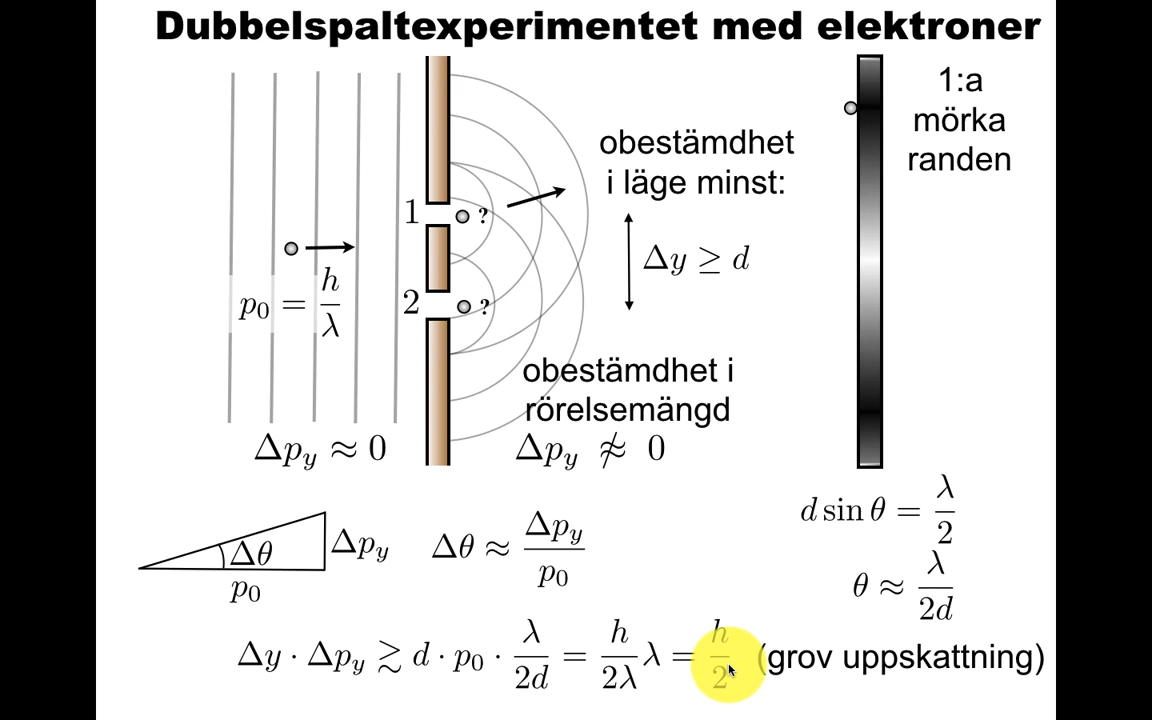 Dubbelspaltexperimentet med elektroner
1:a
mörka
randen
obestämdhet
i läge minst:
1
?
Δy ≥ d
p₀ = h/λ
2
?
obestämdhet i
rörelsemängd
Δp_y ≈ 0
Δp_y ≉ 0
d sin θ = λ/2
Δθ
Δp_y
p₀
Δθ ≈ Δp_y/p₀
θ ≈ λ/2d
Δy · Δp_y ≳ d · p₀ · λ/2d = h/2λ λ = h/2 (grov uppskattning)